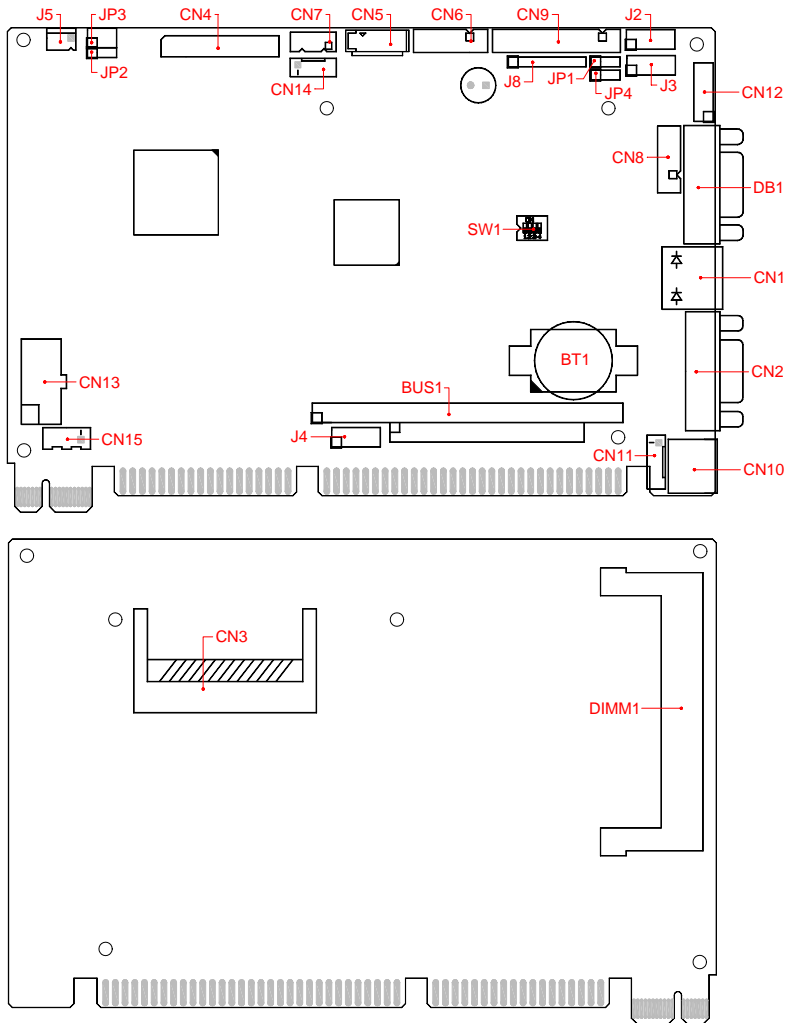 J5 JP3 CN4 CN7 CN5 CN6 CN9 J2
JP2 CN14 J8 JP1 J3
JP4 CN12
CN8
DB1
SW1
CN1
BT1
CN13 CN2
BUS1
CN15 J4
CN11 CN10
CN3
DIMM1